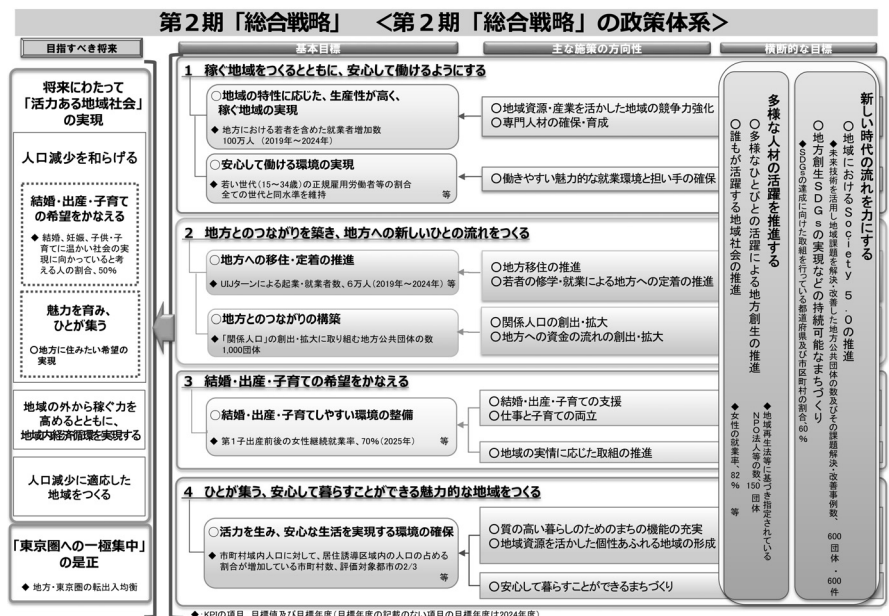 第２期「総合戦略」　＜第２期「総合戦略」の政策体系＞
目指すべき将来
基本目標
主な施策の方向性
横断的な目標
将来にわたって
「活力ある地域社会」
の実現
人口減少を和らげる
結婚・出産・子育て
の希望をかなえる
◆ 結婚、妊娠、子供・子
育てに温かい社会の実
現に向かっていると考
える人の割合、50%
魅力を育み、
ひとが集う
○地方に住みたい希望の
実現
地域の外から稼ぐ力を
高めるとともに、
地域内経済循環を実現する
人口減少に適応した
地域をつくる
「東京圏への一極集中」
の是正
◆ 地方・東京圏の転出入均衡
1 稼ぐ地域をつくるとともに、安心して働けるようにする
○地域の特性に応じた、生産性が高く、
稼ぐ地域の実現
◆ 地方における若者を含めた就業者増加数
100万人 （2019年～2024年）
○地域資源・産業を活かした地域の競争力強化
○専門人材の確保・育成
○安心して働ける環境の実現
◆ 若い世代（15～34歳）の正規雇用労働者等の割合
全ての世代と同水準を維持 等
○働きやすい魅力的な就業環境と担い手の確保
2 地方とのつながりを築き、地方への新しいひとの流れをつくる
○地方への移住・定着の推進
◆ UIJターンによる起業・就業者数、6万人（2019年～2024年） 等
○地方移住の推進
○若者の修学・就業による地方への定着の推進
○地方とのつながりの構築
◆ 「関係人口」の創出・拡大に取り組む地方公共団体の数
1,000団体
○関係人口の創出・拡大
○地方への資金の流れの創出・拡大
3 結婚・出産・子育ての希望をかなえる
○結婚・出産・子育てしやすい環境の整備
◆ 第1子出産前後の女性継続就業率、70%（2025年） 等
○結婚・出産・子育ての支援
○仕事と子育ての両立
○地域の実情に応じた取組の推進
4 ひとが集う、安心して暮らすことができる魅力的な地域をつくる
○活力を生み、安心な生活を実現する環境の確保
◆ 市町村域内人口に対して、居住誘導区域内の人口の占める
割合が増加している市町村数、評価対象都市の2/3
等
○質の高い暮らしのためのまちの機能の充実
○地域資源を活かした個性あふれる地域の形成
○安心して暮らすことができるまちづくり
新しい時代の流れを力にする
○地域におけるSociety 5.0の推進
◆未来技術を活用し地域課題を解決・改善した地方公共団体の数及びその課題解決・改善事例数、600団体・600件
○地方創生SDGsの実現などの持続可能なまちづくり
◆SDGsの達成に向けた取組を行っている都道府県及び市区町村の割合、60%
多様な人材の活躍を推進する
○多様なひとびとの活躍による地方創生の推進
◆地域再生法等に基づき指定されている
NPO法人等の数、150団体
○誰もが活躍する地域社会の推進
◆女性の就業率、82% 等
◆：KPIの項目、目標値及び目標年度（目標年度の記載のない項目の目標年度は2024年度）